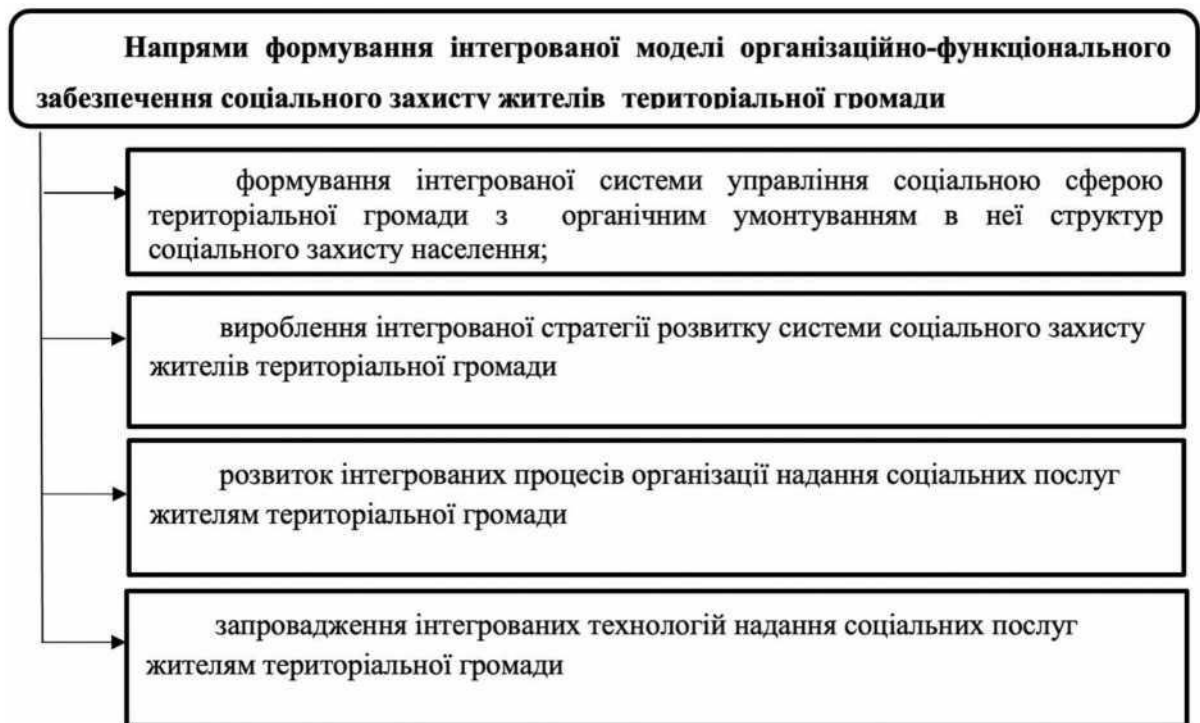 Напрями формування інтегрованої моделі організаційно-функціонального
забезпечення соціального захисту жителів територіальної громади
формування інтегрованої системи управління соціальною сферою
територіальної громади з органічним умонтуванням в неї структур
соціального захисту населення;
вироблення інтегрованої стратегії розвитку системи соціального захисту
жителів територіальної громади
розвиток інтегрованих процесів організації надання соціальних послуг
жителям територіальної громади
запровадження інтегрованих технологій надання соціальних послуг
жителям територіальної громади